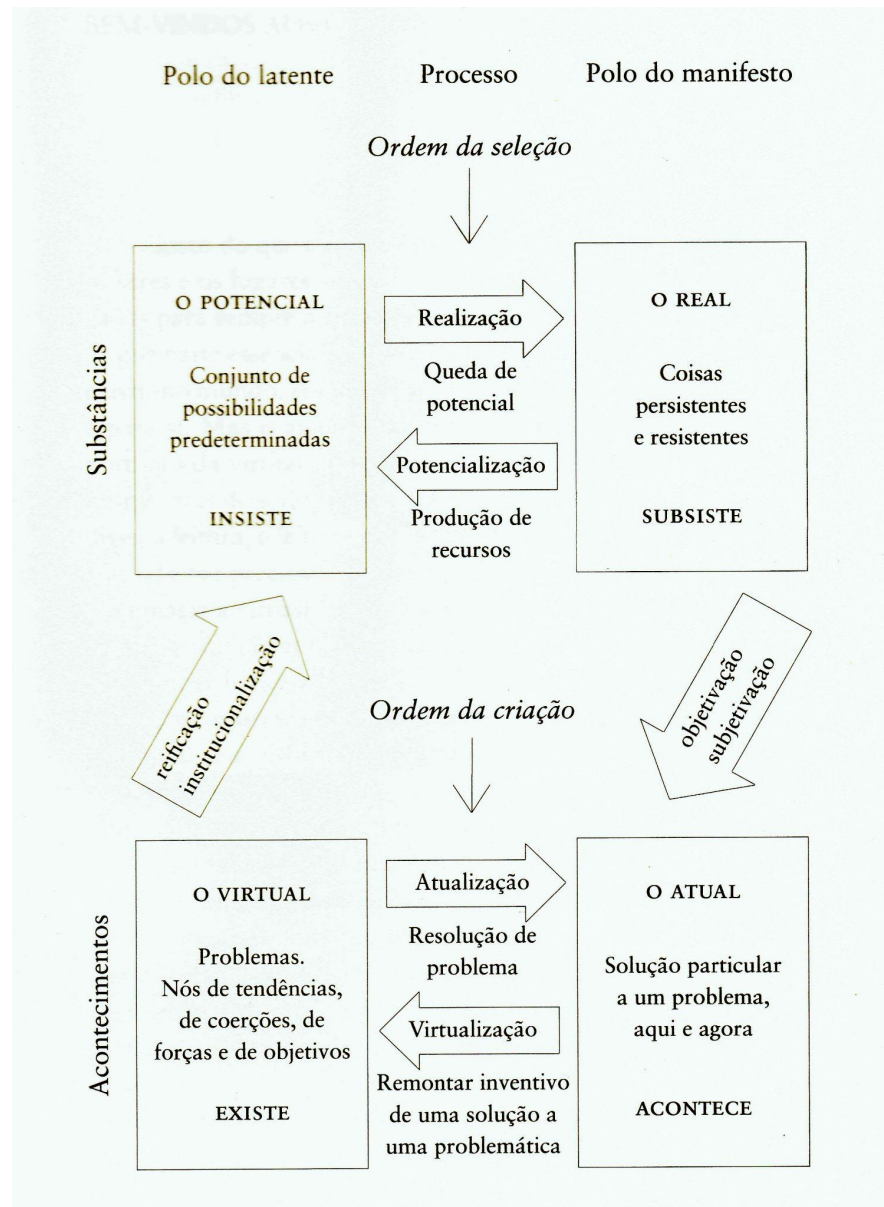 Polo do latente
Processo
Polo do manifesto
Ordem da seleção
Substâncias
O POTENCIAL
Conjunto de
possibilidades
predeterminadas
INSISTE
Realização
Queda de
potencial
Potencialização
Produção de
recursos
O REAL
Coisas
persistentes
e resistentes
SUBSISTE
reificação
institucionalização
objetivação
subjetivação
Ordem da criação
Acontecimentos
O VIRTUAL
Problemas.
Nós de tendências,
de coerções, de
forças e de objetivos
EXISTE
Atualização
Resolução de
problema
Virtualização
Remontar inventivo
de uma solução a
uma problemática
O ATUAL
Solução particular
a um problema,
aqui e agora
ACONTECE